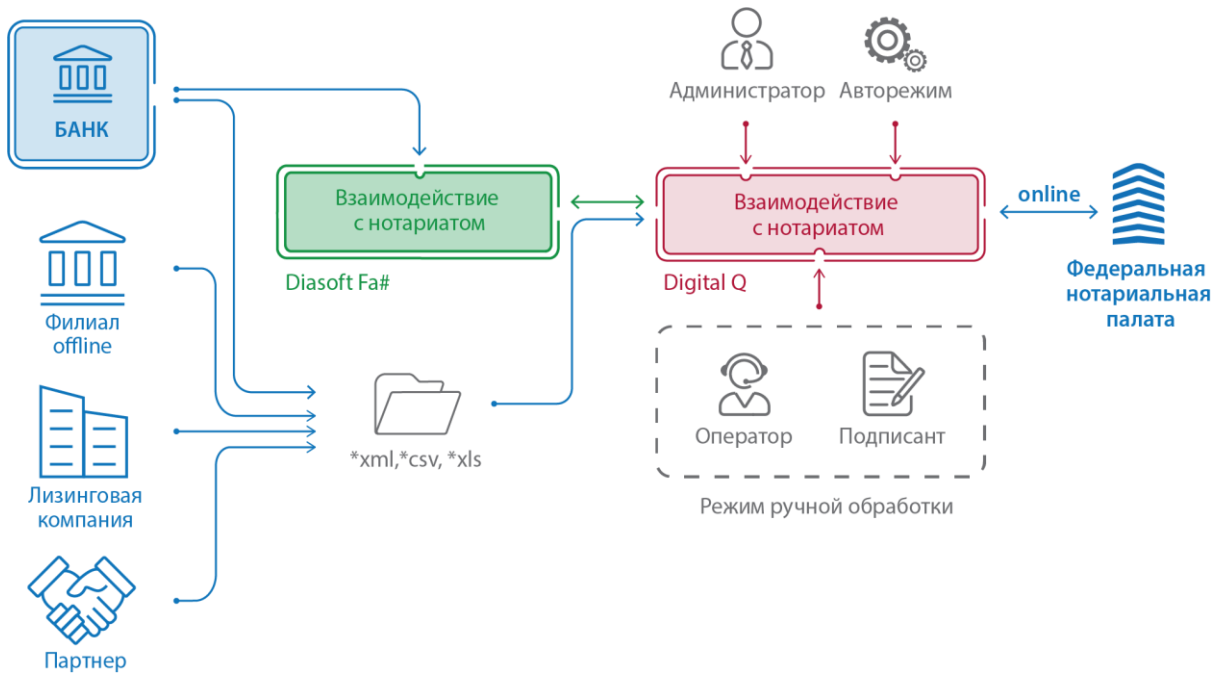 БАНК
Филиал
offline
Лизинговая
компания
Партнер
Взаимодействие
с нотариатом
Diasoft Fa#
*xml,*csv, *xls
Администратор
Авторежим
Взаимодействие
с нотариатом
Digital Q
Оператор
Подписант
Режим ручной обработки
online
Федеральная
нотариальная
палата